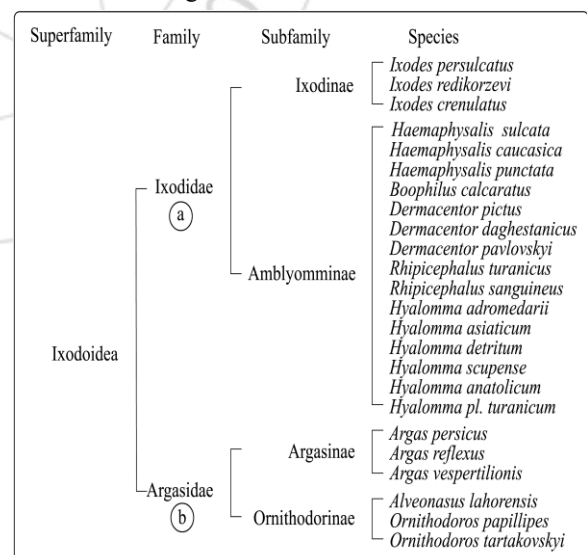 Superfamily Family Subfamily Species
Ixodes persulcatus
Ixodinae Ixodes redikorzevi
Ixodes crenulatus
Haemaphysalis sulcata
Haemaphysalis caucasica
Haemaphysalis punctata
Ixodidae Boophilus calcaratus
a Dermacentor pictus
Dermacentor daghestanicus
Dermacentor pavlovskyi
Amblyomminae Rhipicephalus turanicus
Rhipicephalus sanguineus
Hyalomma adromedarii
Hyalomma asiaticum
Ixodoidea Hyalomma detritum
Hyalomma scupense
Hyalomma anatolicum
Hyalomma pl. turanicum
Argas persicus
Argasinae Argas reflexus
Argas vespertilionis
Argasidae Alveonasus lahorensis
b Ornithodorinae Ornithodoros papillipes
Ornithodoros tartakovskyi